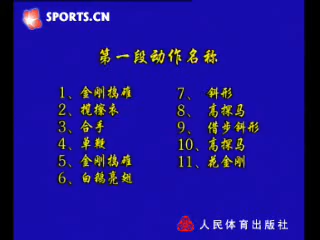 SPORTS.CN
第一段动作名称
1、金刚捣碓
2、揽擦衣
3、合手
4、单鞭
5、金刚捣碓
6、白鹅亮翅
7、斜形
8、高探马
9、借步斜形
10、高探马
11、花金刚
人民体育出版社